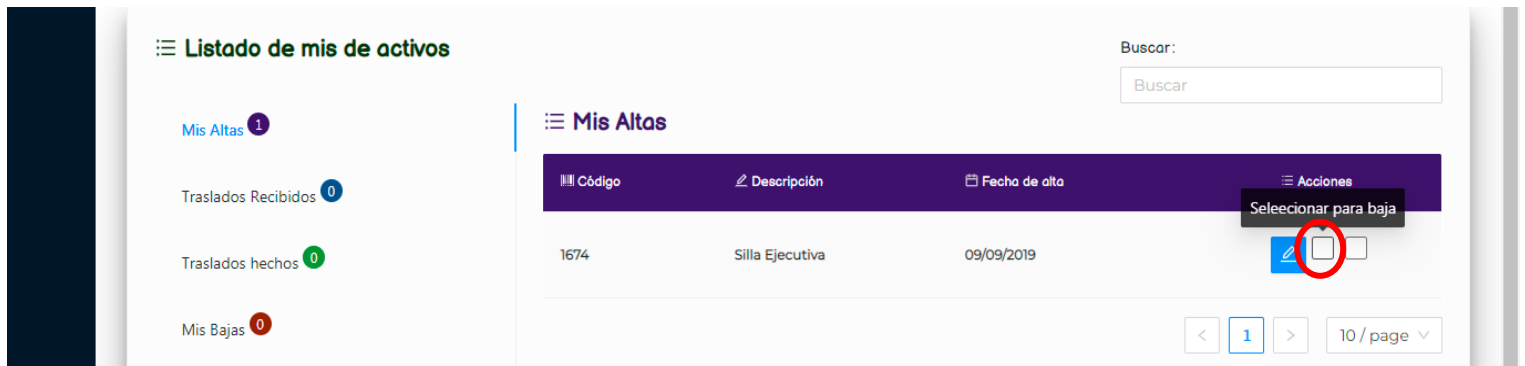 Listado de mis de activos
Buscar:
Buscar
Mis Altas 1
Traslados Recibidos 0
Traslados hechos 0
Mis Bajas 0
Mis Altas
Código Descripción Fecha de alta Acciones
Seleecionar para baja
1674 Silla Ejecutiva 09/09/2019
< 1 > 10 / page